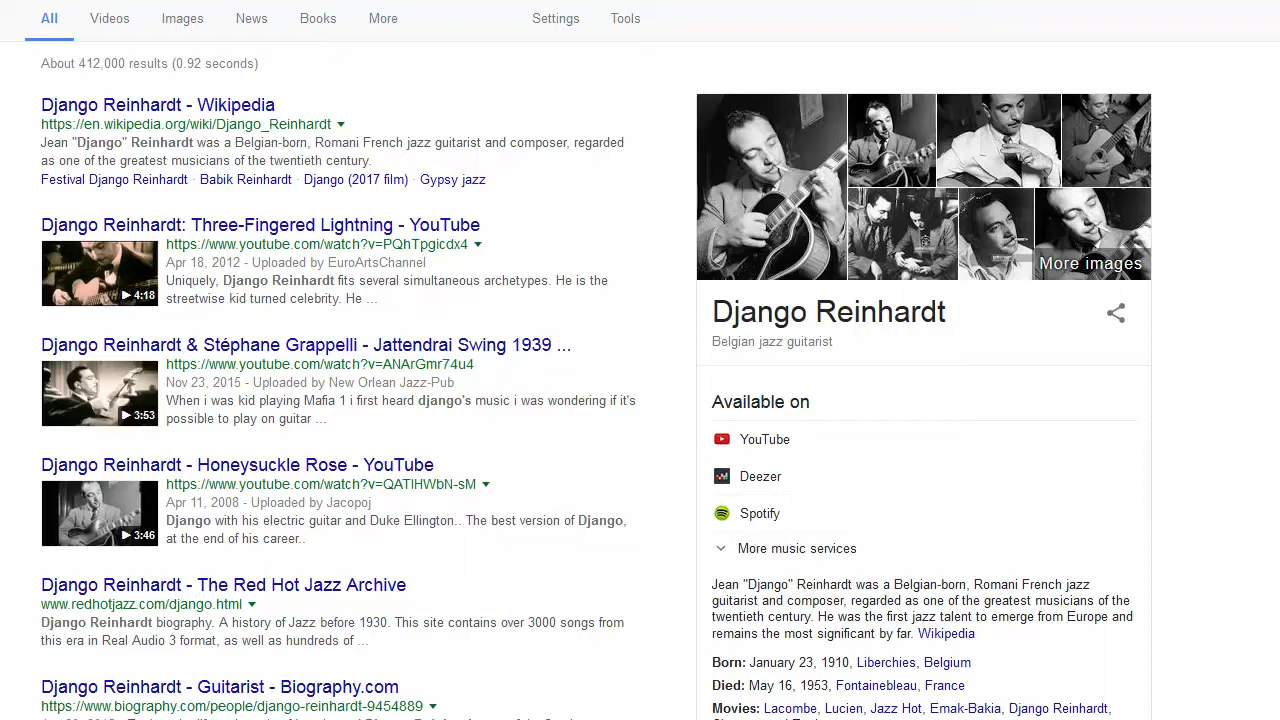 All Videos Images News Books More Settings Tools
About 412,000 results (0.92 seconds)
Django Reinhardt - Wikipedia
https://en.wikipedia.org/wiki/Django_Reinhardt
Jean "Django" Reinhardt was a Belgian-born, Romani French jazz guitarist and composer, regarded
as one of the greatest musicians of the twentieth century.
Festival Django Reinhardt · Babik Reinhardt · Django (2017 film) · Gypsy jazz
Django Reinhardt: Three-Fingered Lightning - YouTube
https://www.youtube.com/watch?v=PQhTpgicdx4
Apr 18, 2012 - Uploaded by EuroArtsChannel
Uniquely, Django Reinhardt fits several simultaneous archetypes. He is the
streetwise kid turned celebrity. He ...
4:18
Django Reinhardt & Stéphane Grappelli - Jattendrai Swing 1939 ...
https://www.youtube.com/watch?v=ANArGmr74u4
Nov 23, 2015 - Uploaded by New Orlean Jazz-Pub
When i was kid playing Mafia 1 i first heard django's music i was wondering if it's
possible to play on guitar ...
3:53
Django Reinhardt - Honeysuckle Rose - YouTube
https://www.youtube.com/watch?v=QATlHWbN-sM
Apr 11, 2008 - Uploaded by Jacopoj
Django with his electric guitar and Duke Ellington.. The best version of Django,
at the end of his career..
3:46
Django Reinhardt - The Red Hot Jazz Archive
www.redhotjazz.com/django.html
Django Reinhardt biography. A history of Jazz before 1930. This site contains over 3000 songs from
this era in Real Audio 3 format, as well as hundreds of ...
Django Reinhardt - Guitarist - Biography.com
https://www.biography.com/people/django-reinhardt-9454889
More images
Django Reinhardt
Belgian jazz guitarist
Available on
YouTube
Deezer
Spotify
More music services
Jean "Django" Reinhardt was a Belgian-born, Romani French jazz
guitarist and composer, regarded as one of the greatest musicians of the
twentieth century. He was the first jazz talent to emerge from Europe and
remains the most significant by far. Wikipedia
Born: January 23, 1910, Liberchies, Belgium
Died: May 16, 1953, Fontainebleau, France
Movies: Lacombe, Lucien, Jazz Hot, Emak-Bakia, Django Reinhardt,